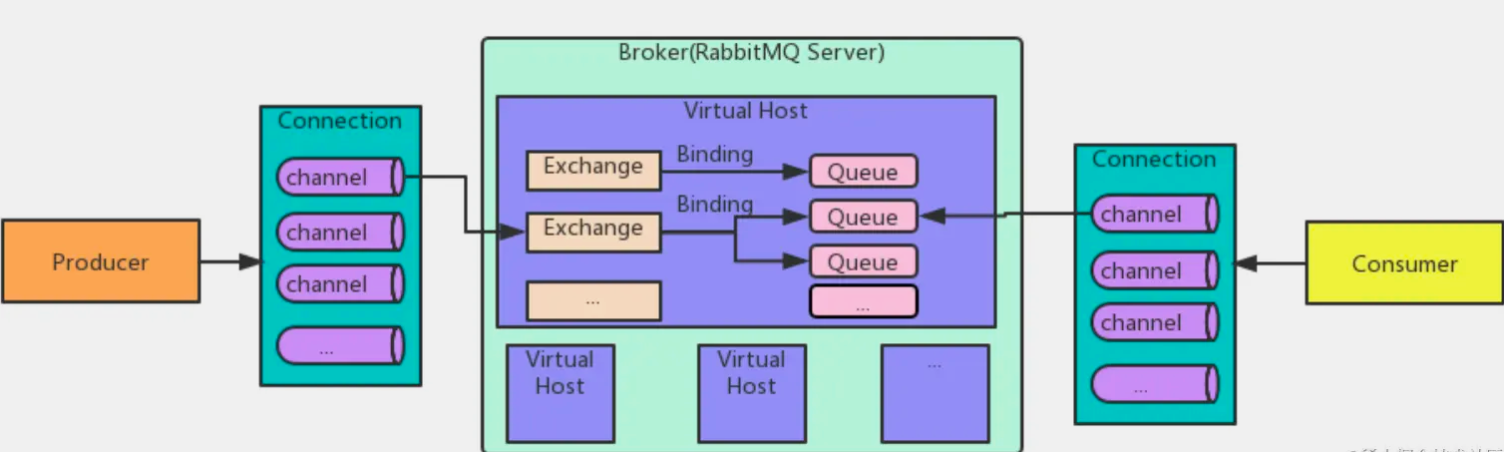 Broker(RabbitMQ Server)
Virtual Host
Connection
channel
channel
channel
...
Producer
Exchange
Binding
Queue
Exchange
Binding
Queue
Queue
...
...
Virtual
Host
Virtual
Host
...
Connection
channel
channel
channel
...
Consumer